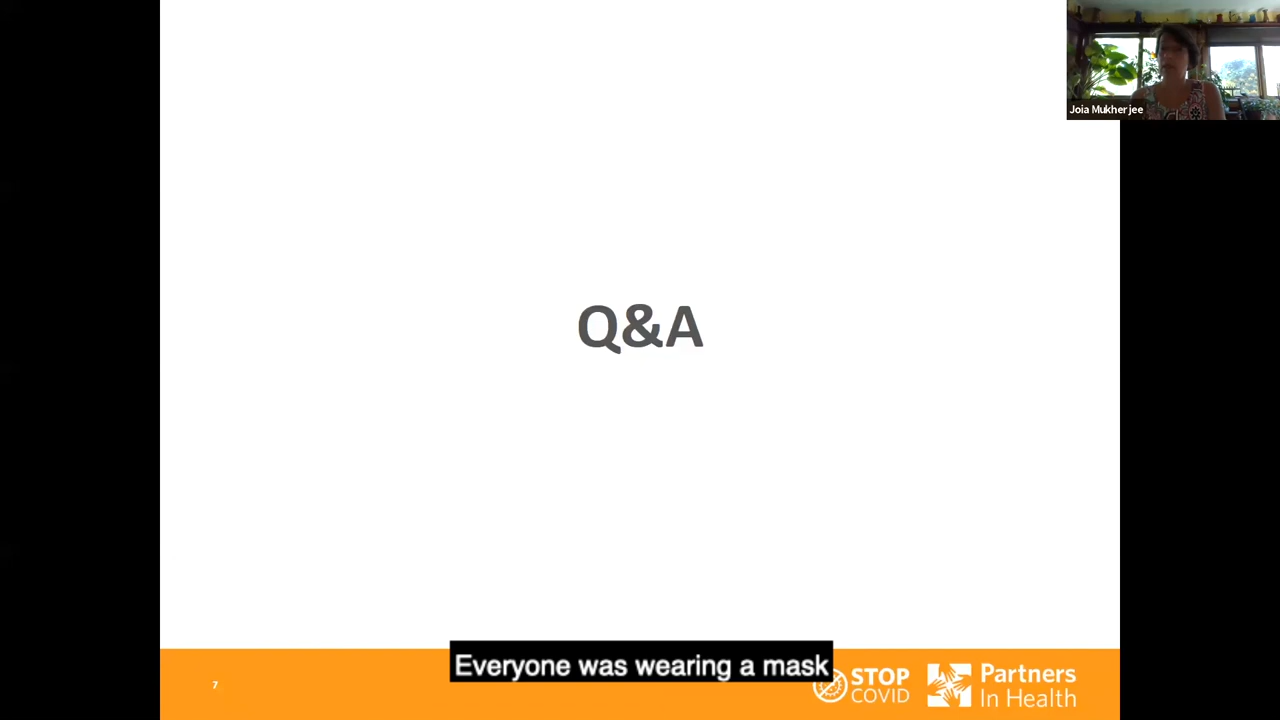 Joia Mukherjee
Q&A
Everyone was wearing a mask
7
STOP
COVID
Partners
In Health